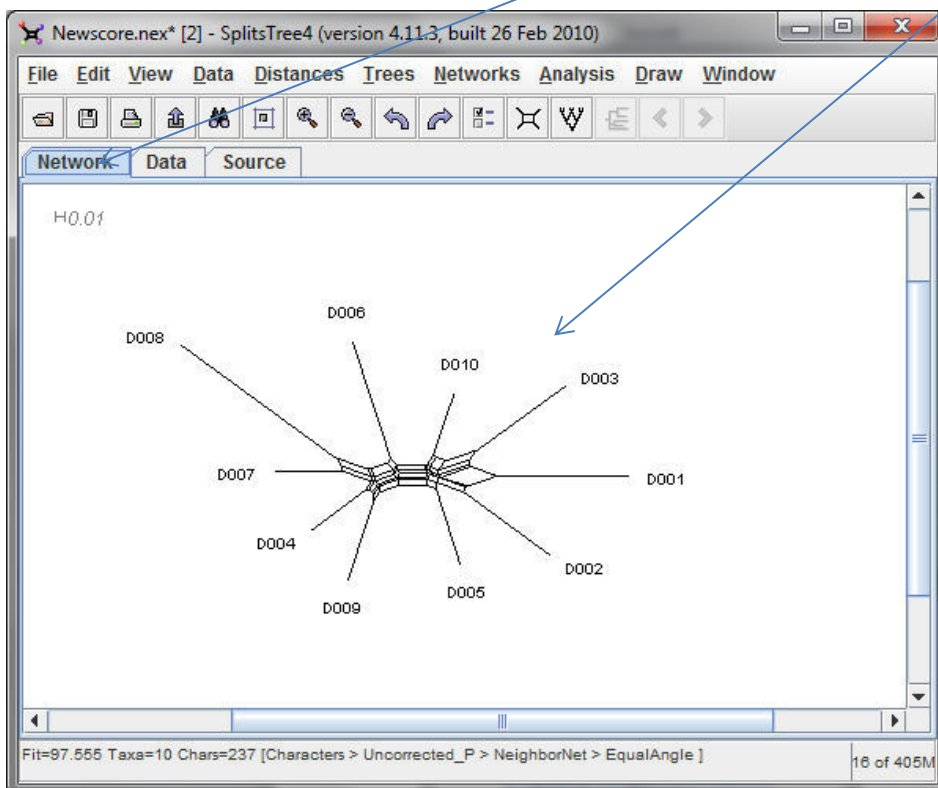 Newscore.nex* [2] - SplitsTree4 (version 4.11.3, built 26 Feb 2010)
File Edit View Data Distances Trees Networks Analysis Draw Window
Network Data Source
0.01
D006
D008
D010
D003
D007
D001
D004
D002
D005
D009
Fit=97.555 Taxa=10 Chars=237 [Characters > Uncorrected_P > NeighborNet > EqualAngle ]
16 of 405M